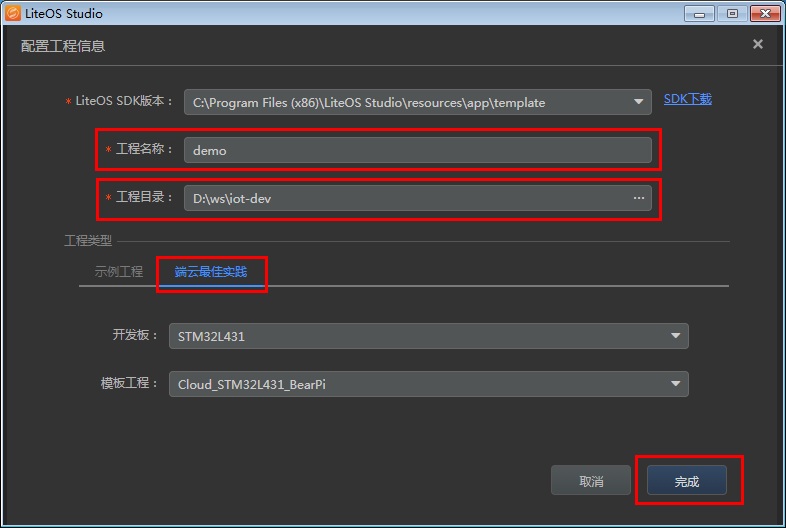 LiteOS Studio
配置工程信息
* LiteOS SDK版本： C:\Program Files (x86)\LiteOS Studio\resources\app\template SDK下载
* 工程名称： demo
* 工程目录： D:\ws\iot-dev ...
工程类型
示例工程 端云最佳实践
开发板： STM32L431
模板工程： Cloud_STM32L431_BearPi
取消 完成